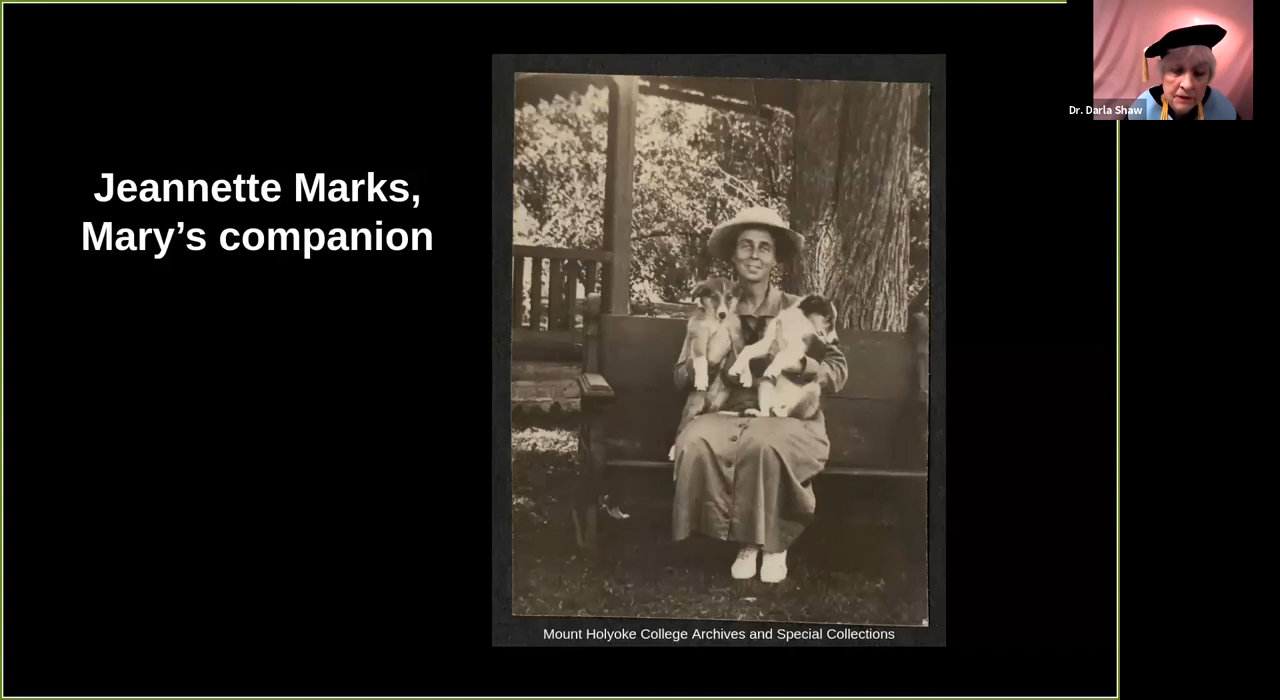 Jeannette Marks,
Mary’s companion
Dr. Darla Shaw
Mount Holyoke College Archives and Special Collections